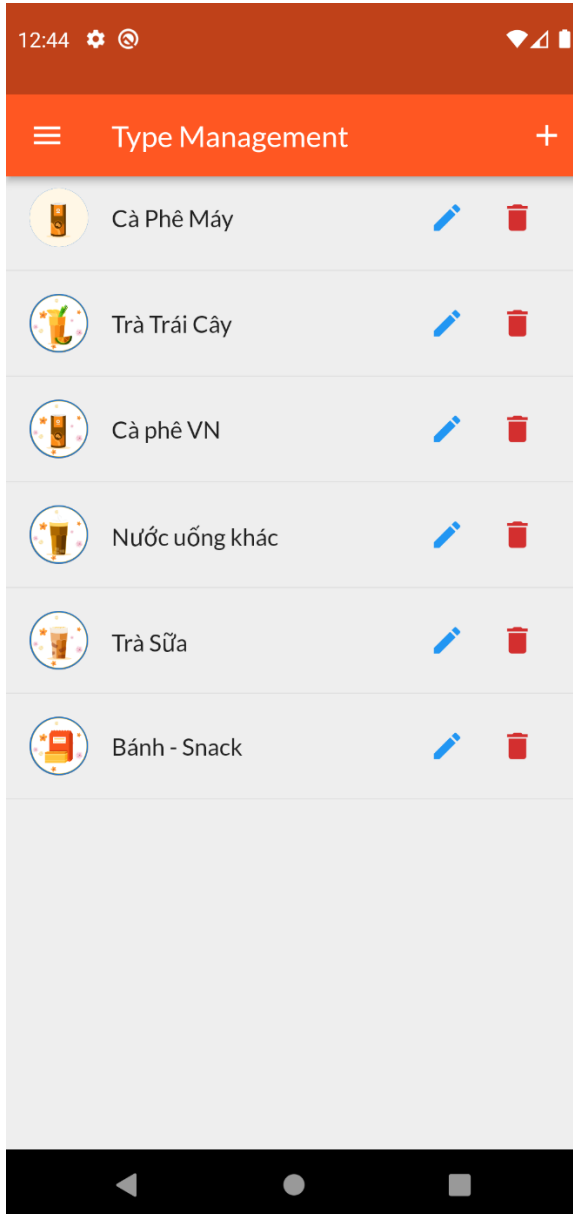 12:44
Type Management
Cà Phê Máy
Trà Trái Cây
Cà phê VN
Nước uống khác
Trà Sữa
Bánh - Snack